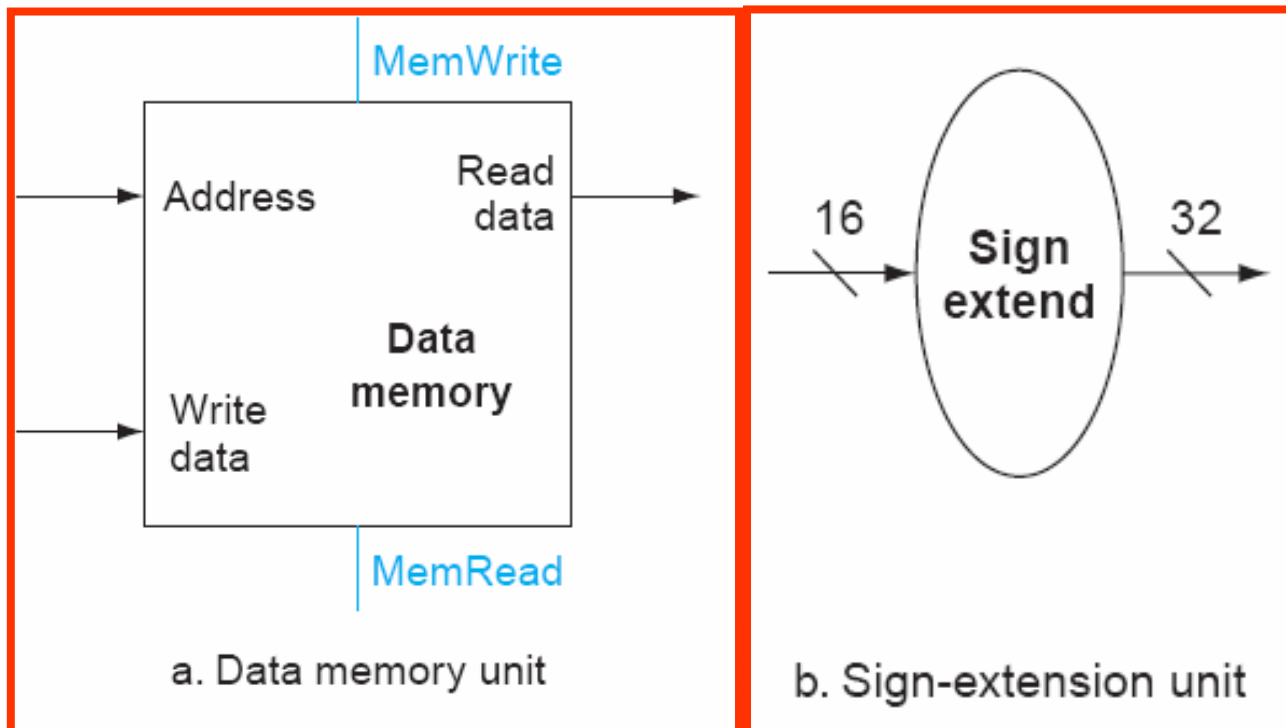 MemWrite
Address
Read
data
Data
memory
Write
data
MemRead
a. Data memory unit
16
Sign
extend
32
b. Sign-extension unit